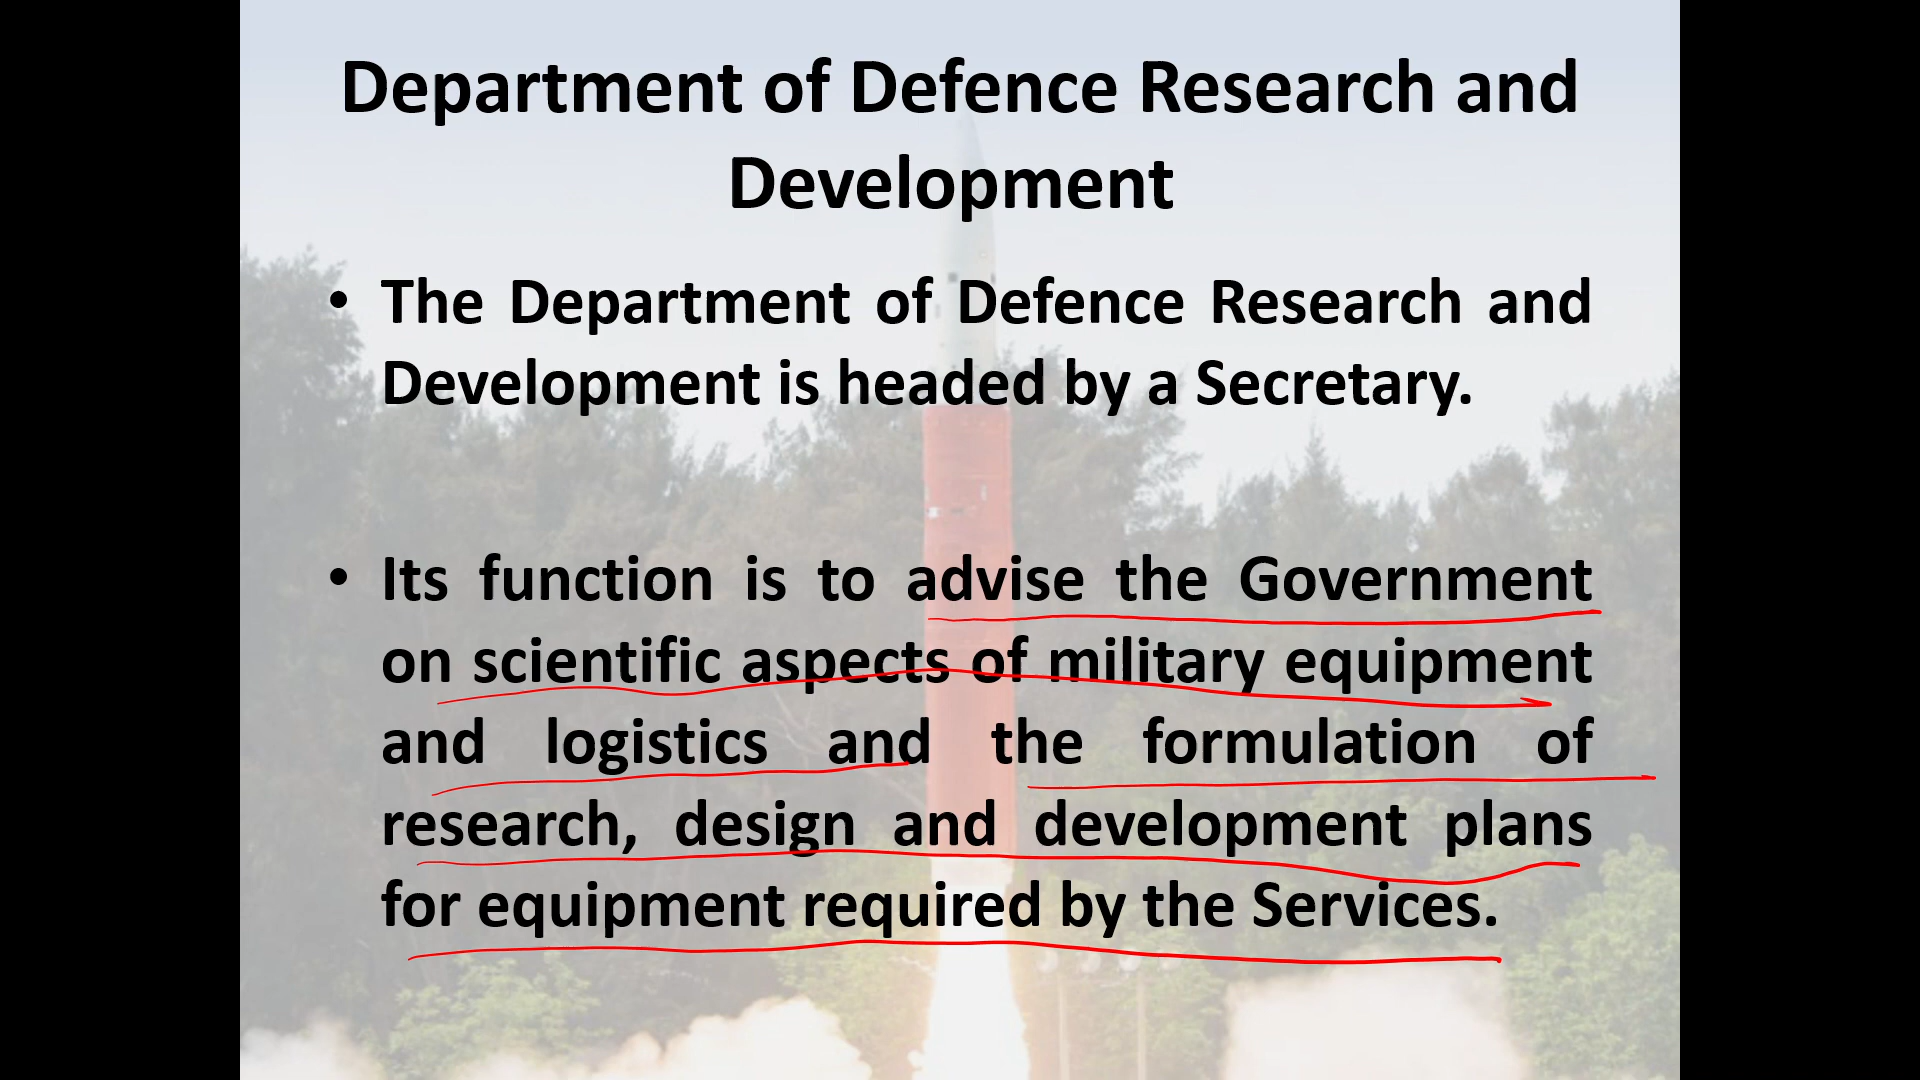 Department of Defence Research and
Development
• The Department of Defence Research and
Development is headed by a Secretary.
• Its function is to advise the Government
on scientific aspects of military equipment
and logistics and the formulation of
research, design and development plans
for equipment required by the Services.